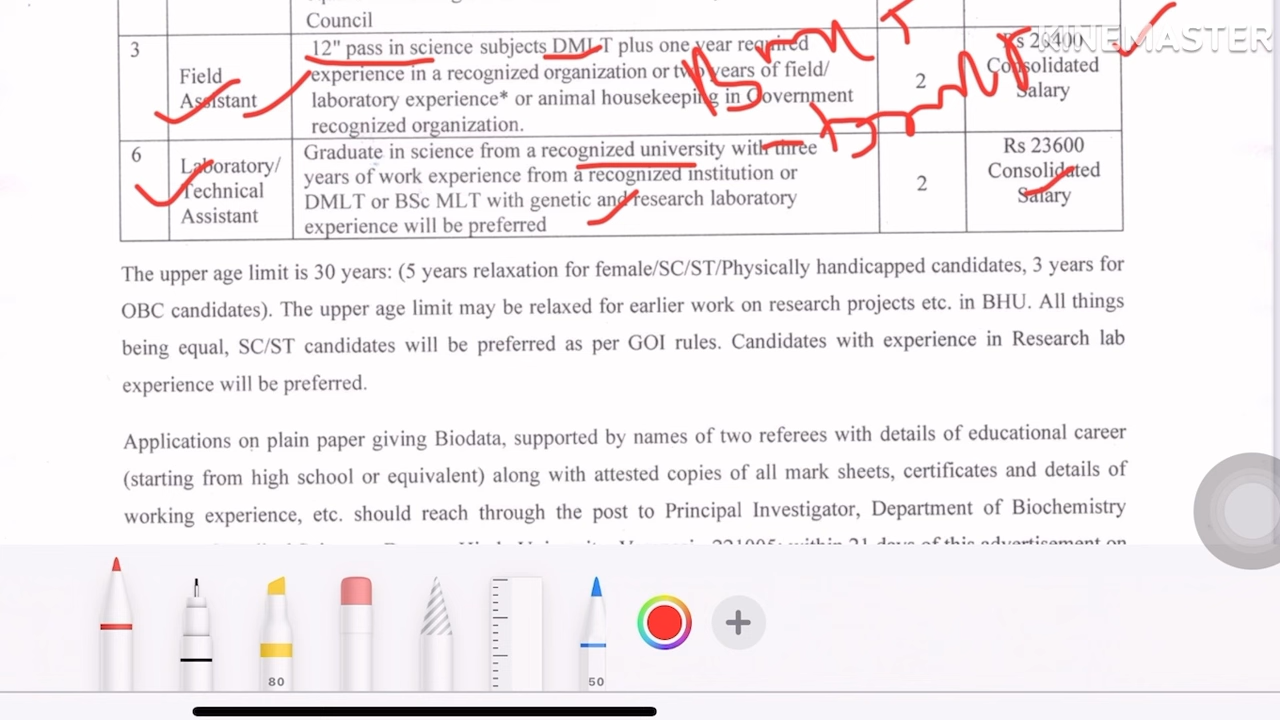 Council
3
Field
Assistant
12" pass in science subjects DMLT plus one year required
experience in a recognized organization or two years of field/
laboratory experience* or animal housekeeping in Government
recognized organization.
2
Consolidated
Salary
KINEMASTER
6
Laboratory/
Technical
Assistant
Graduate in science from a recognized university with three
years of work experience from a recognized institution or
DMLT or BSc MLT with genetic and research laboratory
experience will be preferred
2
Rs 23600
Consolidated
Salary
The upper age limit is 30 years: (5 years relaxation for female/SC/ST/Physically handicapped candidates, 3 years for
OBC candidates). The upper age limit may be relaxed for earlier work on research projects etc. in BHU. All things
being equal, SC/ST candidates will be preferred as per GOI rules. Candidates with experience in Research lab
experience will be preferred.
Applications on plain paper giving Biodata, supported by names of two referees with details of educational career
(starting from high school or equivalent) along with attested copies of all mark sheets, certificates and details of
working experience, etc. should reach through the post to Principal Investigator, Department of Biochemistry
80
50